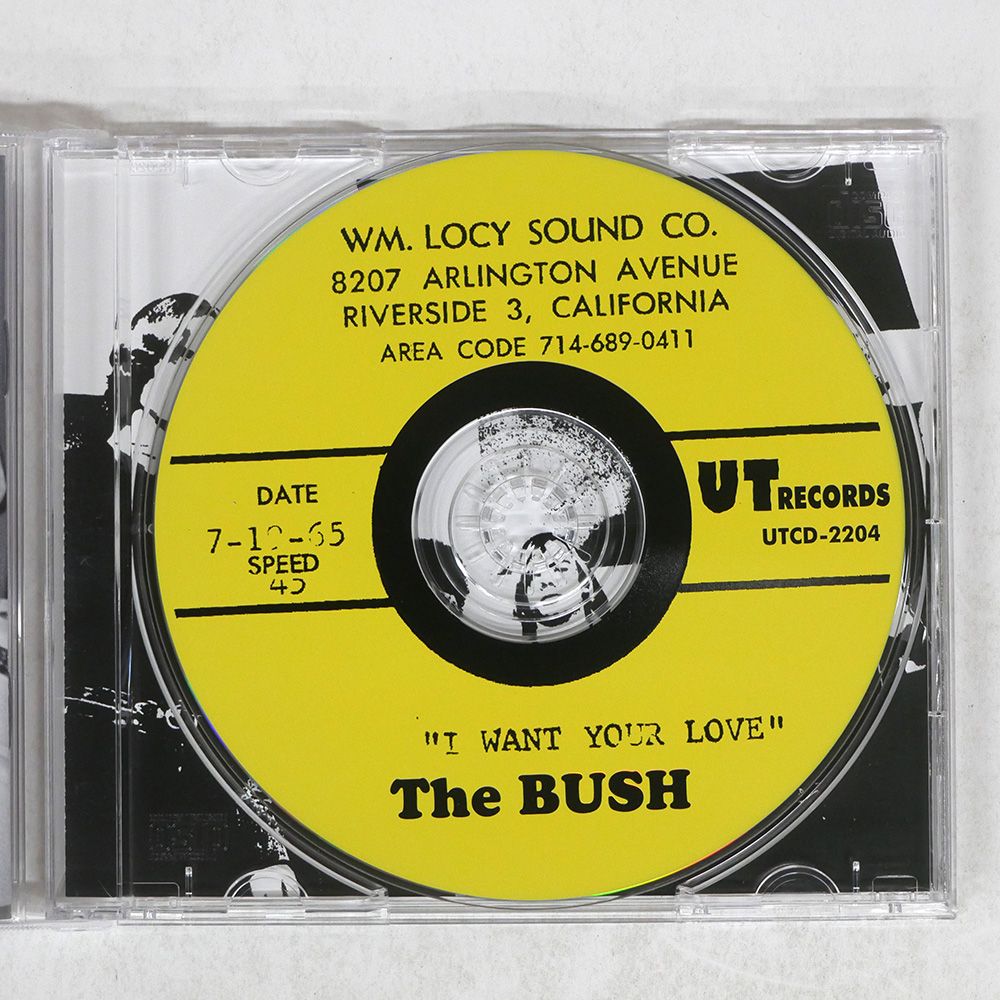 WM. LOCY SOUND CO.
8207 ARLINGTON AVENUE
RIVERSIDE 3, CALIFORNIA
AREA CODE 714-689-0411
DATE
SPEED
45
UT RECORDS
UTCD-2204
"I WANT YOUR LOVE"
The BUSH